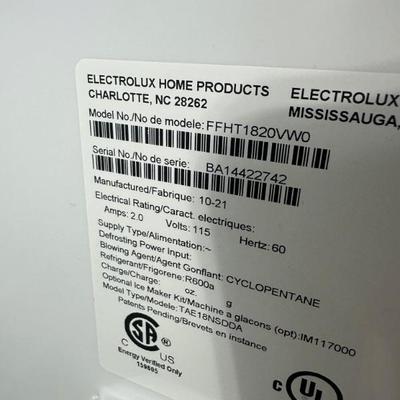 ELECTROLUX HOME PRODUCTS
CHARLOTTE, NC 28262
ELECTROLUX
MISSISSAUGA,
Model No./No de modele: FFHT1820VW0
Serial No./No de serie: BA14422742
Manufactured/Fabrique: 10-21
Electrical Rating/Caract. electriques:
Amps: 2.0 Volts: 115 Hertz: 60
Supply Type/Alimentation:~
Defrosting Power Input:
Blowing Agent/Agent Gonflant: CYCLOPENTANE
Refrigerant/Frigorene: R600a
Charge/Charge: oz. g
Optional Ice Maker Kit/Machine a glacons (opt):IM117000
Model Type/Modele Type: TAE18NSDDA
Patents Pending/Brevets en instance
SA
C US
Energy Verified Only
159605
C UL